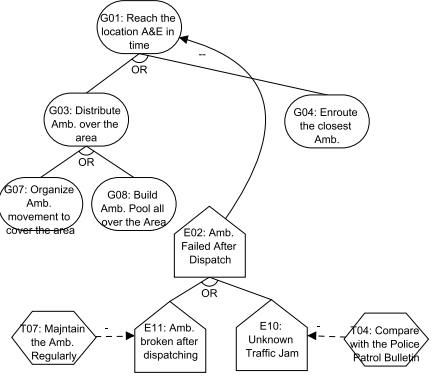 G01: Reach the
location A&E in
time
--
OR
G03: Distribute
Amb. over the
area
G04: Enroute
the closest
Amb.
OR
G07: Organize
Amb.
movement to
cover the area
G08: Build
Amb. Pool all
over the Area
E02: Amb.
Failed After
Dispatch
OR
T07: Majntain
the Amb.
Regularly
-
E11: Amb.
broken after
dispatching
E10:
Unknown
Traffic Jam
-
T04: Compare
with the Police
Patrol Bulletin